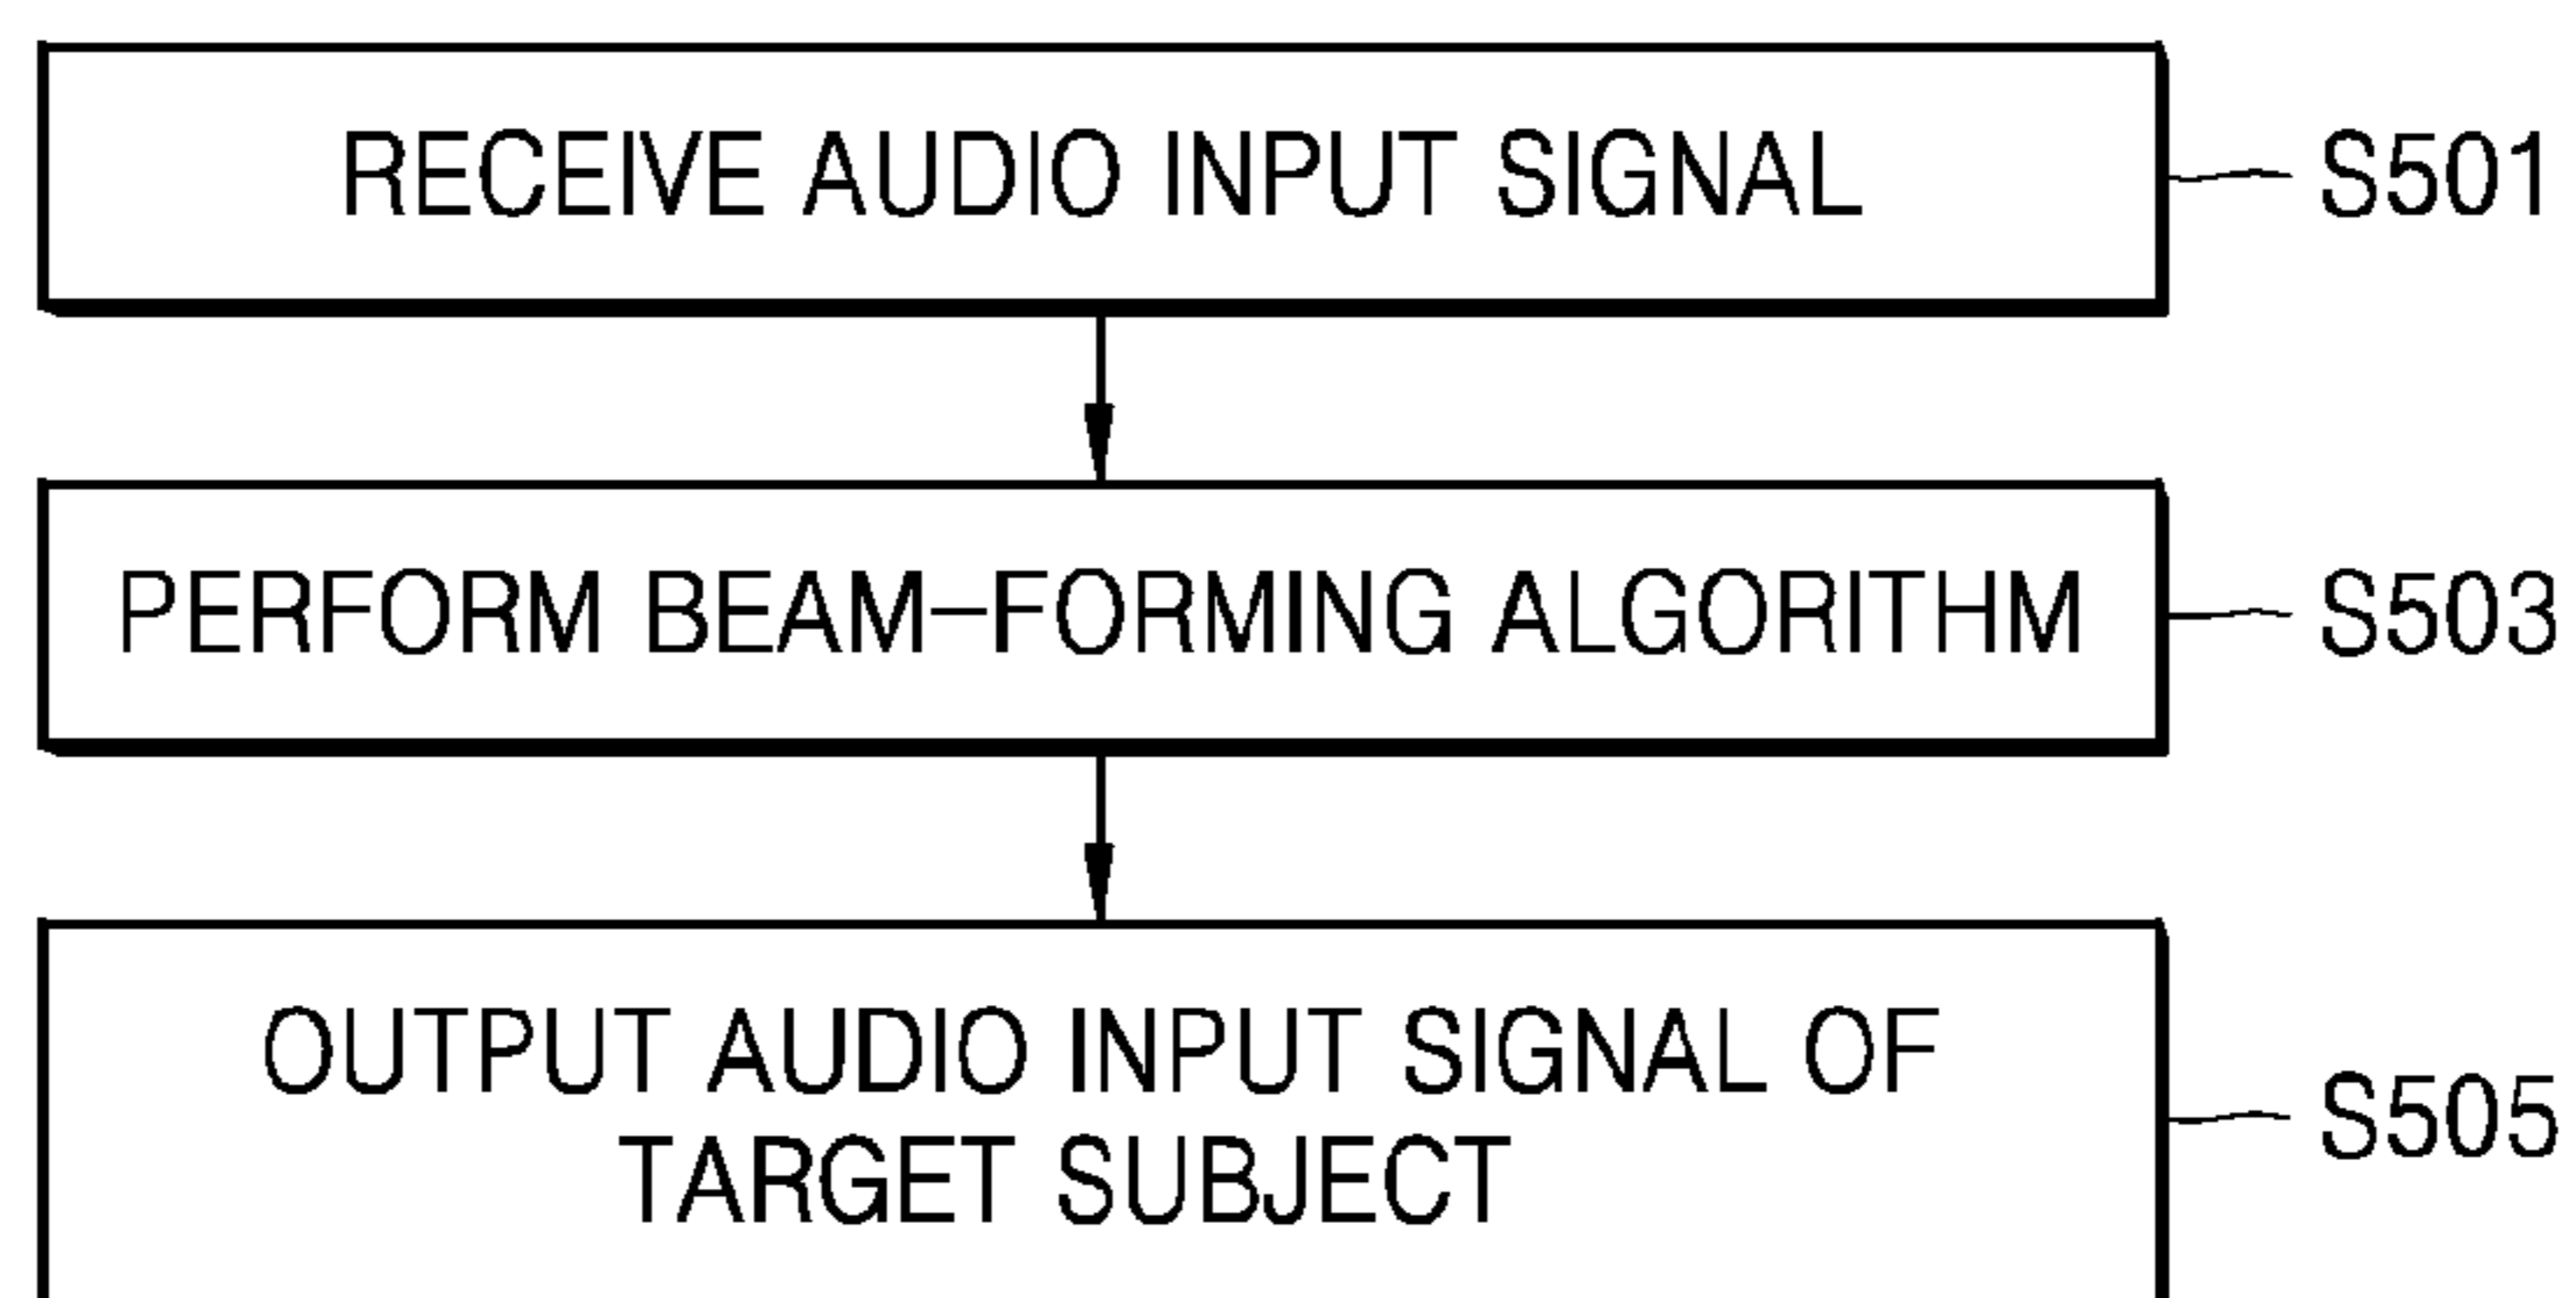 RECEIVE AUDIO INPUT SIGNAL
S501
PERFORM BEAM-FORMING ALGORITHM
S503
OUTPUT AUDIO INPUT SIGNAL OF
TARGET SUBJECT
S505